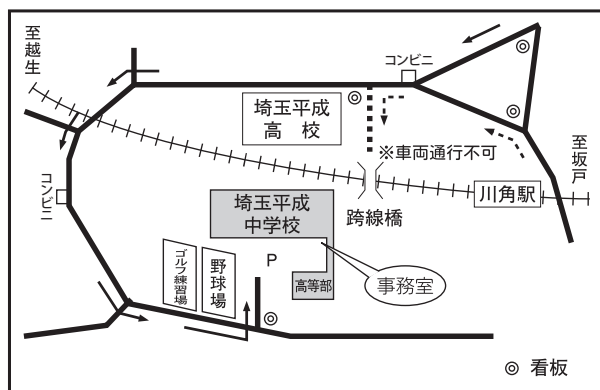 至越生
コンビニ
埼玉平成
高　校
※車両通行不可
至坂戸
川角駅
コンビニ
跨線橋
埼玉平成
中学校
ゴルフ練習場
野球場
P
高等部
事務室
◎ 看板